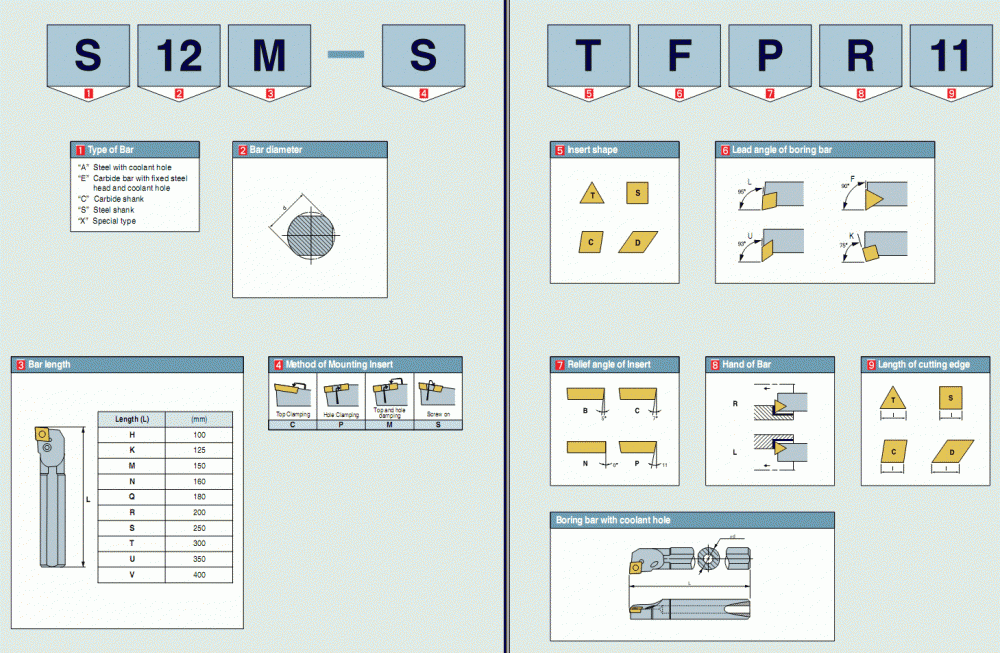 S 12 M — S T F P R 11
1 2 3 4 5 6 7 8 9
1 Type of Bar
"A" Steel with coolant hole
"E" Carbide bar with fixed steel
head and coolant hole
"C" Carbide shank
"S" Steel shank
"X" Special type
2 Bar diameter
d
5 Insert shape
T S
C D
6 Lead angle of boring bar
L F
95° 90°
U K
93° 75°
3 Bar length
L
Length (L) (mm)
H 100
K 125
M 150
N 160
Q 180
R 200
S 250
T 300
U 350
V 400
4 Method of Mounting Insert
Top Clamping Hole Clamping Top and hole Screw on
clamping
C P M S
7 Relief angle of Insert
B 5° C 7°
N 0° P 11
8 Hand of Bar
R
L
9 Length of cutting edge
T S
l l
C D
l l
Boring bar with coolant hole
L